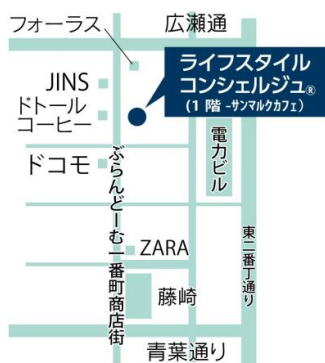 フォーラス
広瀬通
ライフスタイル
コンシェルジュ®
(1階-サンマルクカフェ)
JINS
ドトール
コーヒー
電力ビル
ドコモ
ぶらんどーむ一番町商店街
東二番丁通り
ZARA
藤崎
青葉通り